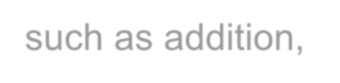 such as addition,